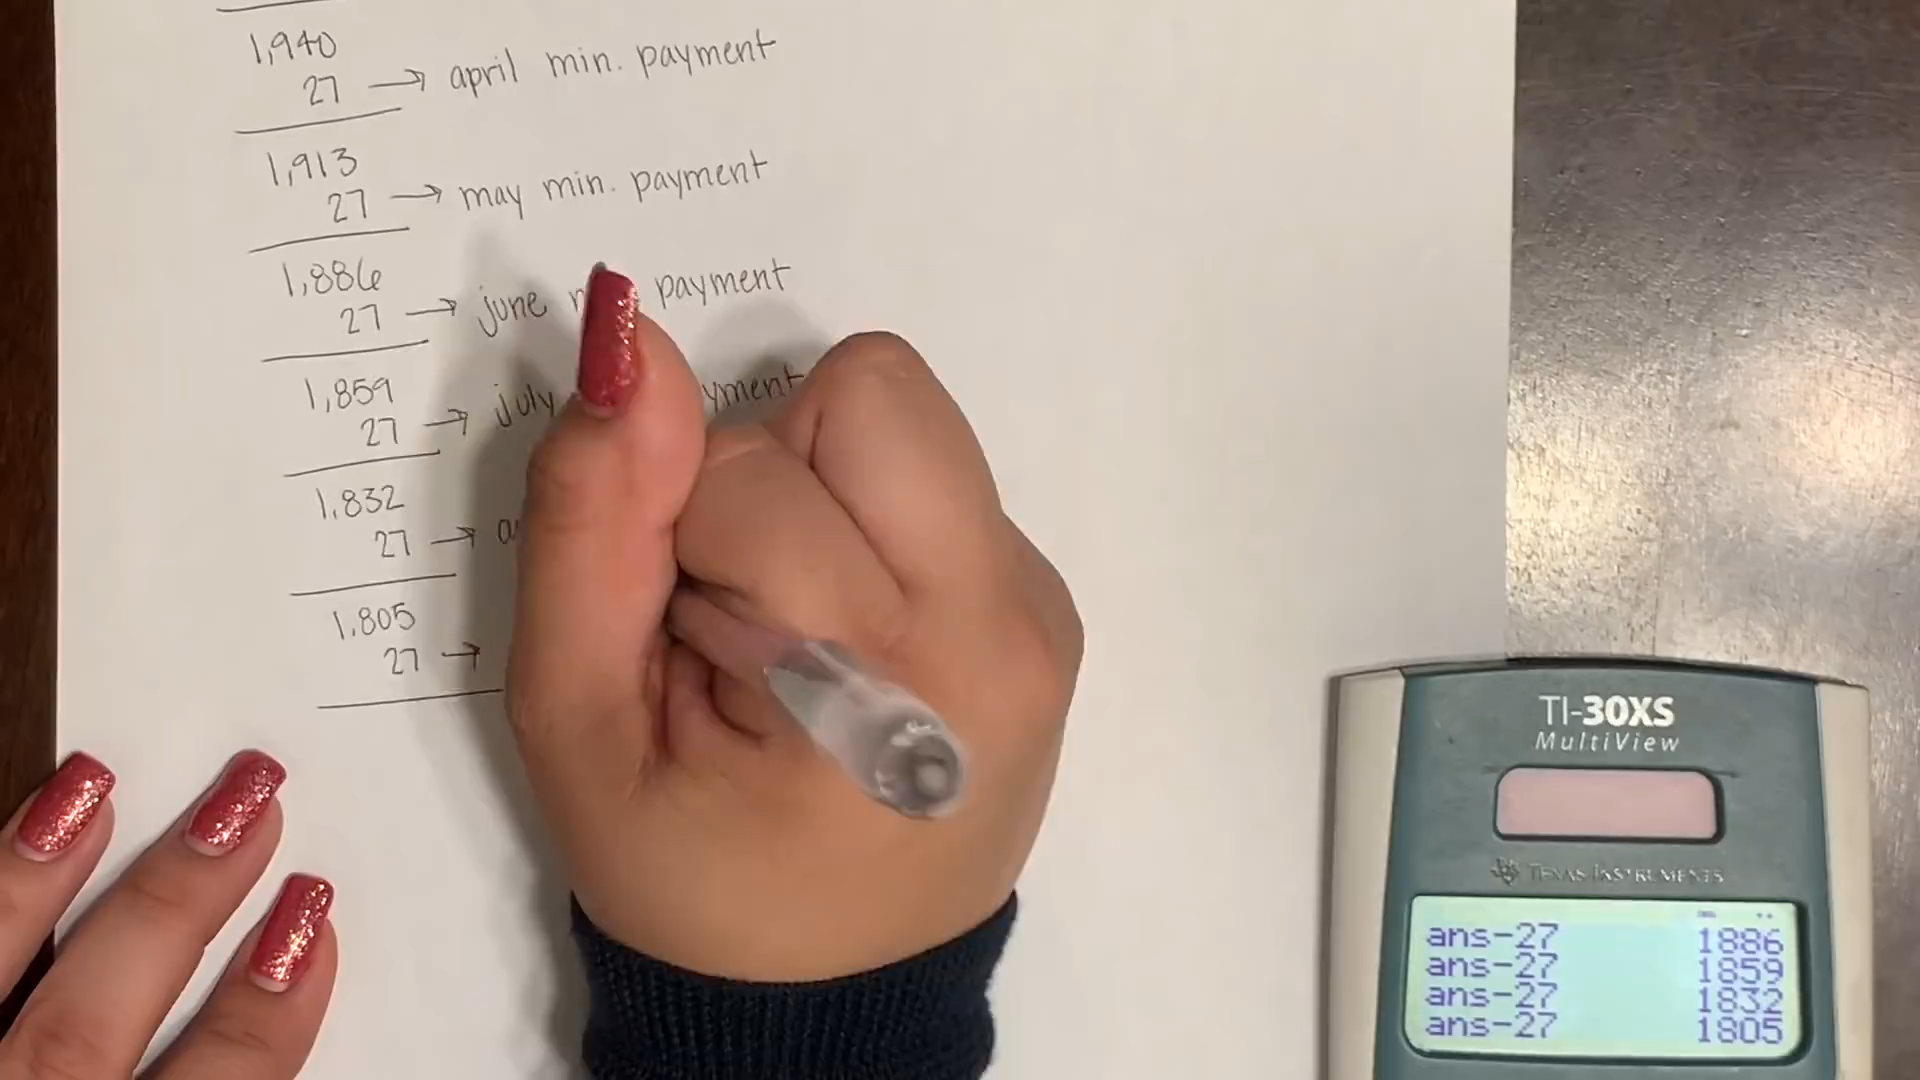 1,940
27 → april min. payment
1,913
27 → may min. payment
1,886
27 → june payment
1,859
27 → july
1,832
27 →
1,805
27 →
TI-30XS
MultiView
TEXAS INSTRUMENTS
ans-27 1886
ans-27 1859
ans-27 1832
ans-27 1805